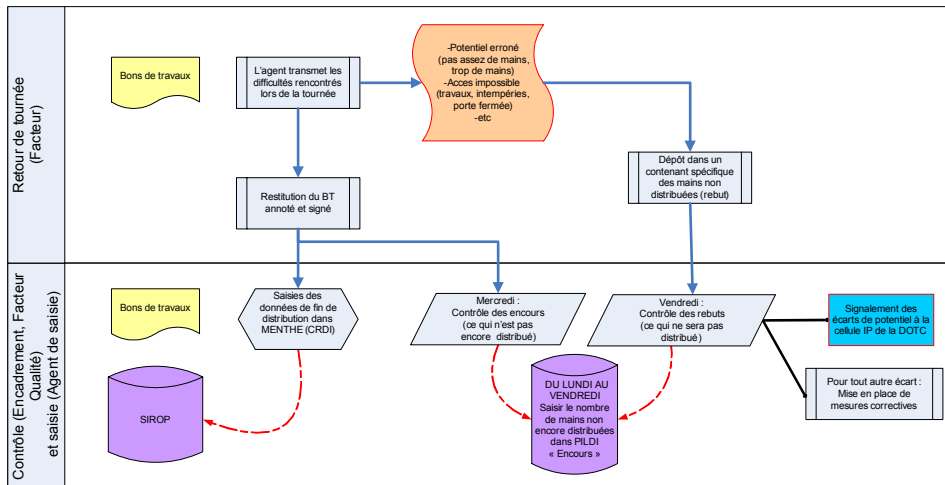 Retour de tournée
(Facteur)
Bons de travaux
L'agent transmet les
difficultés rencontrés
lors de la tournée
-Potentiel erroné
(pas assez de mains,
trop de mains)
-Acces impossible
(travaux, intempéries,
porte fermée)
-etc
Restitution du BT
annoté et signé
Dépôt dans un
contenant spécifique
des mains non
distribuées (rebut)
Contrôle (Encadrement, Facteur
Qualité)
et saisie (Agent de saisie)
Bons de travaux
Saisies des
données de fin de
distribution dans
MENTHE (CRDI)
Mercredi :
Contrôle des encours
(ce qui n'est pas
encore distribué)
Vendredi :
Contrôle des rebuts
(ce qui ne sera pas
distribué)
Signalement des
écarts de potentiel à la
cellule IP de la DOTC
SIROP
DU LUNDI AU
VENDREDI
Saisir le nombre
de mains non
encore distribuées
dans PILDI
« Encours »
Pour tout autre écart :
Mise en place de
mesures correctives